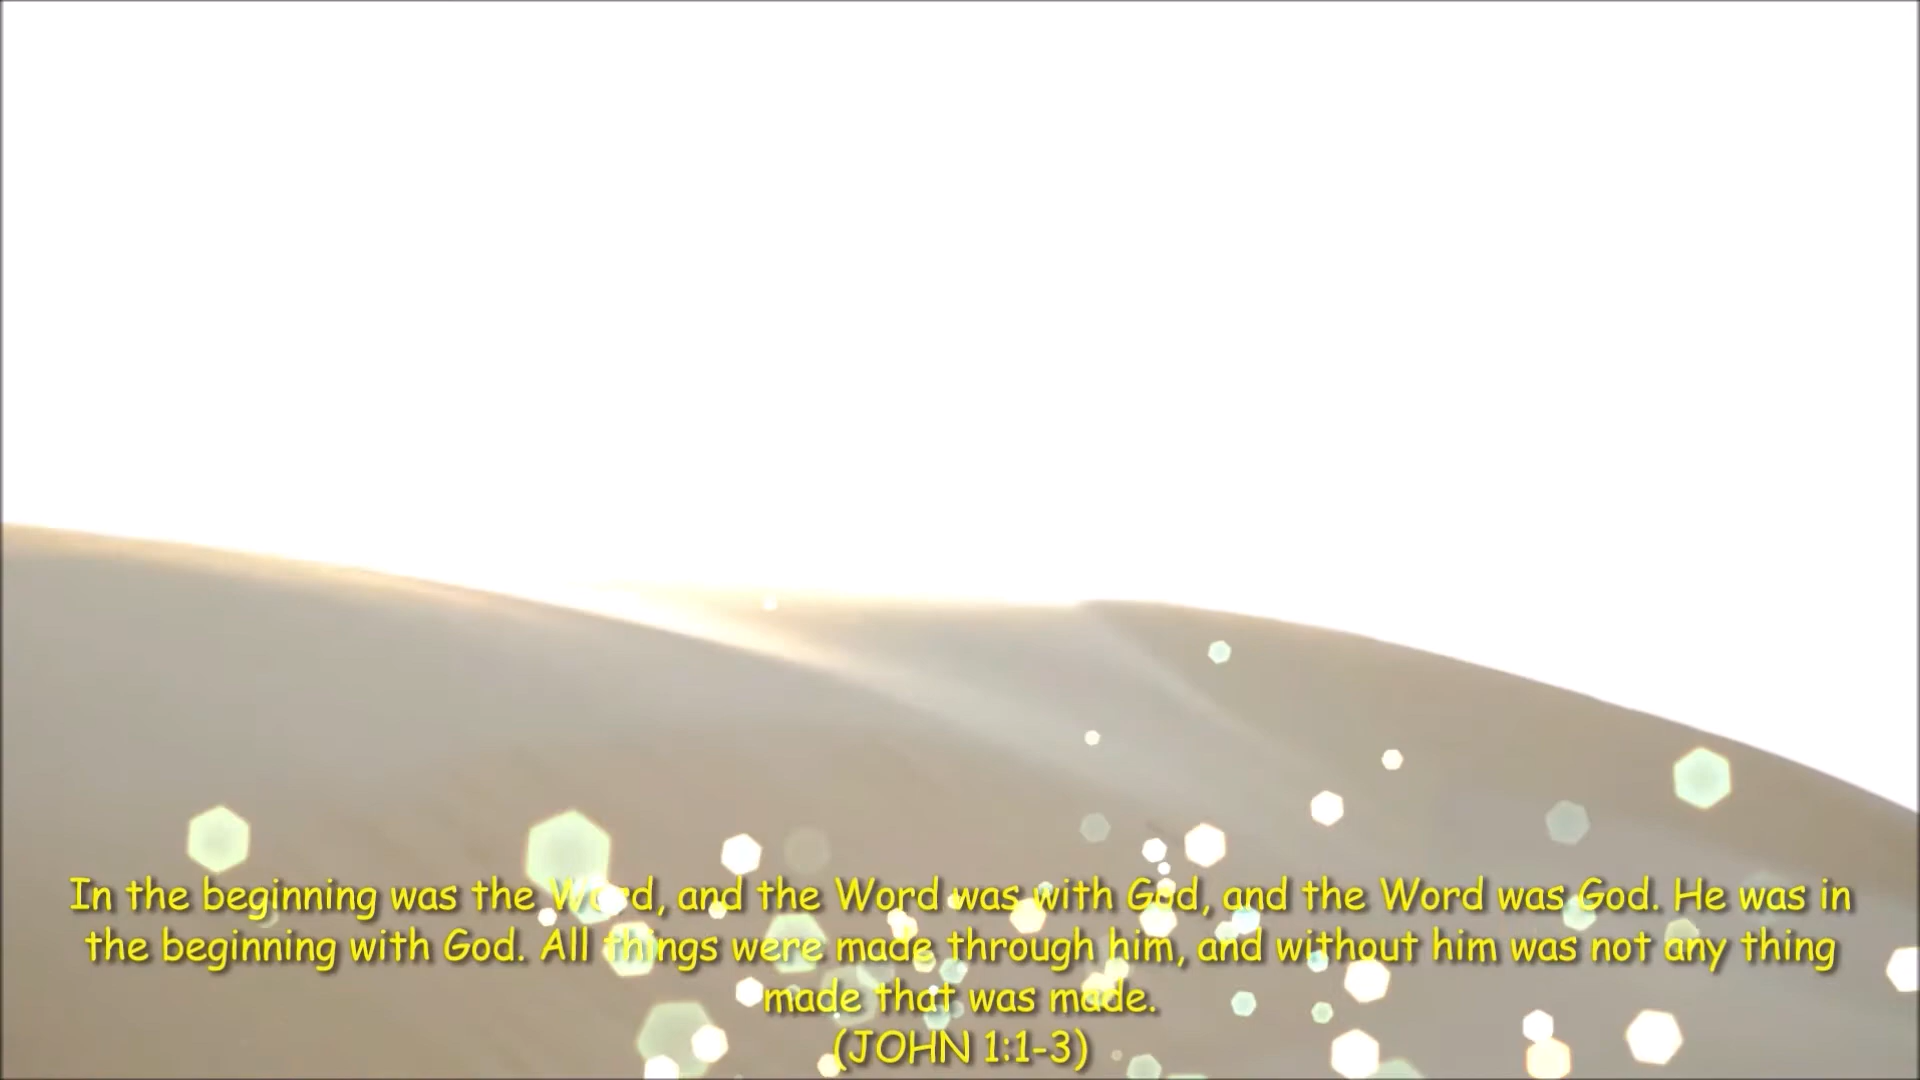 In the beginning was the Word, and the Word was with God, and the Word was God. He was in
the beginning with God. All things were made through him, and without him was not any thing
made that was made.
(JOHN 1:1-3)